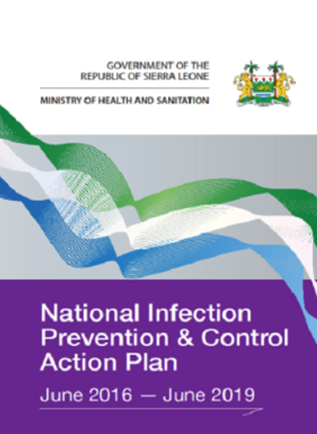 GOVERNMENT OF THE
REPUBLIC OF SIERRA LEONE
MINISTRY OF HEALTH AND SANITATION
National Infection
Prevention & Control
Action Plan
June 2016 — June 2019